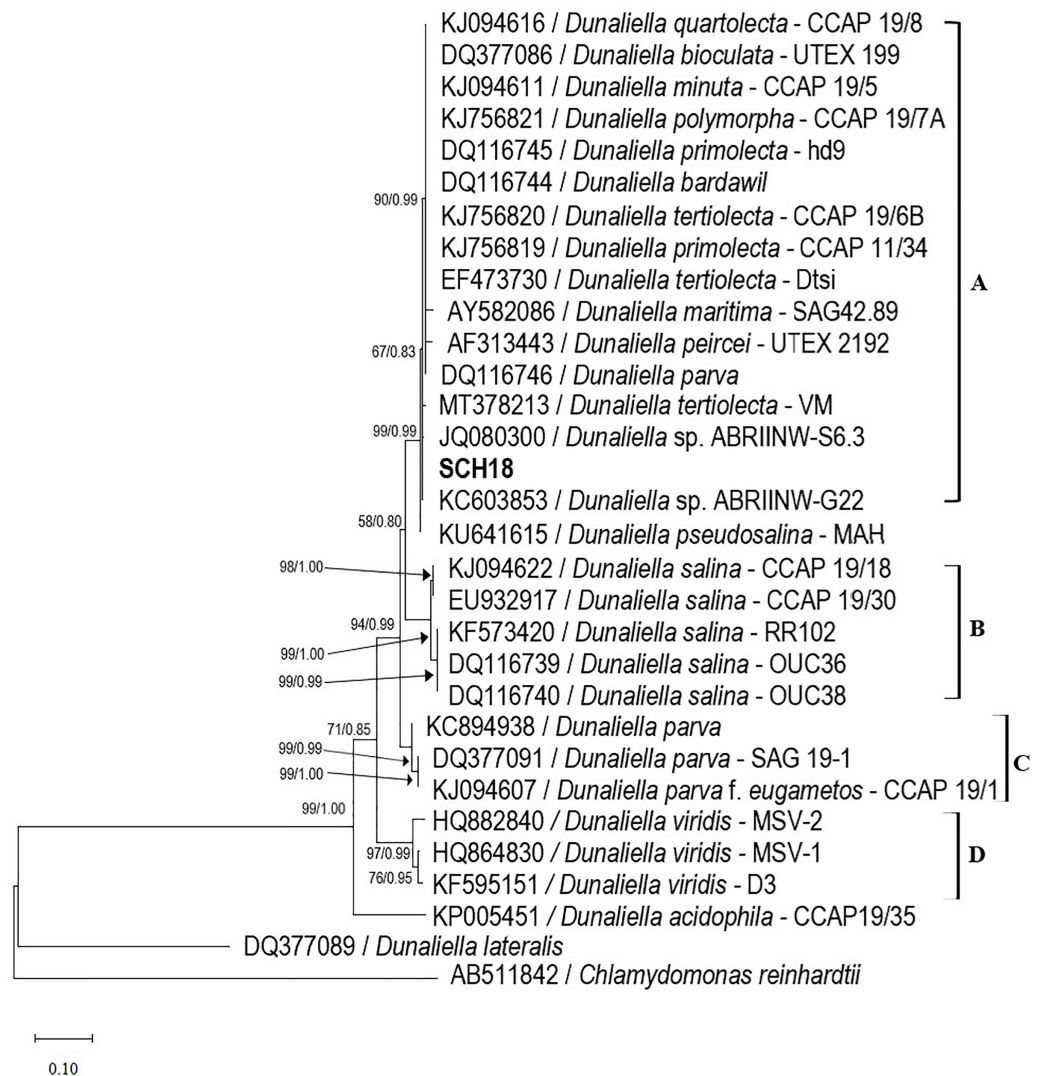 KJ094616 / Dunaliella quartolecta - CCAP 19/8
DQ377086 / Dunaliella bioculata - UTEX 199
KJ094611 / Dunaliella minuta - CCAP 19/5
KJ756821 / Dunaliella polymorpha - CCAP 19/7A
DQ116745 / Dunaliella primolecta - hd9
DQ116744 / Dunaliella bardawil
90/0.99
KJ756820 / Dunaliella tertiolecta - CCAP 19/6B
KJ756819 / Dunaliella primolecta - CCAP 11/34
EF473730 / Dunaliella tertiolecta - Dtsi
A
AY582086 / Dunaliella maritima - SAG42.89
AF313443 / Dunaliella peircei - UTEX 2192
67/0.83
DQ116746 / Dunaliella parva
MT378213 / Dunaliella tertiolecta - VM
99/0.99
JQ080300 / Dunaliella sp. ABRIINW-S6.3
SCH18
KC603853 / Dunaliella sp. ABRIINW-G22
58/0.80
KU641615 / Dunaliella pseudosalina - MAH
98/1.00
KJ094622 / Dunaliella salina - CCAP 19/18
EU932917 / Dunaliella salina - CCAP 19/30
94/0.99
KF573420 / Dunaliella salina - RR102
B
99/1.00
DQ116739 / Dunaliella salina - OUC36
99/0.99
DQ116740 / Dunaliella salina - OUC38
71/0.85
KC894938 / Dunaliella parva
99/0.99
DQ377091 / Dunaliella parva - SAG 19-1
C
99/1.00
KJ094607 / Dunaliella parva f. eugametos - CCAP 19/1
99/1.00
HQ882840 / Dunaliella viridis - MSV-2
97/0.99
HQ864830 / Dunaliella viridis - MSV-1
D
76/0.95
KF595151 / Dunaliella viridis - D3
KP005451 / Dunaliella acidophila - CCAP19/35
DQ377089 / Dunaliella lateralis
AB511842 / Chlamydomonas reinhardtii
0.10